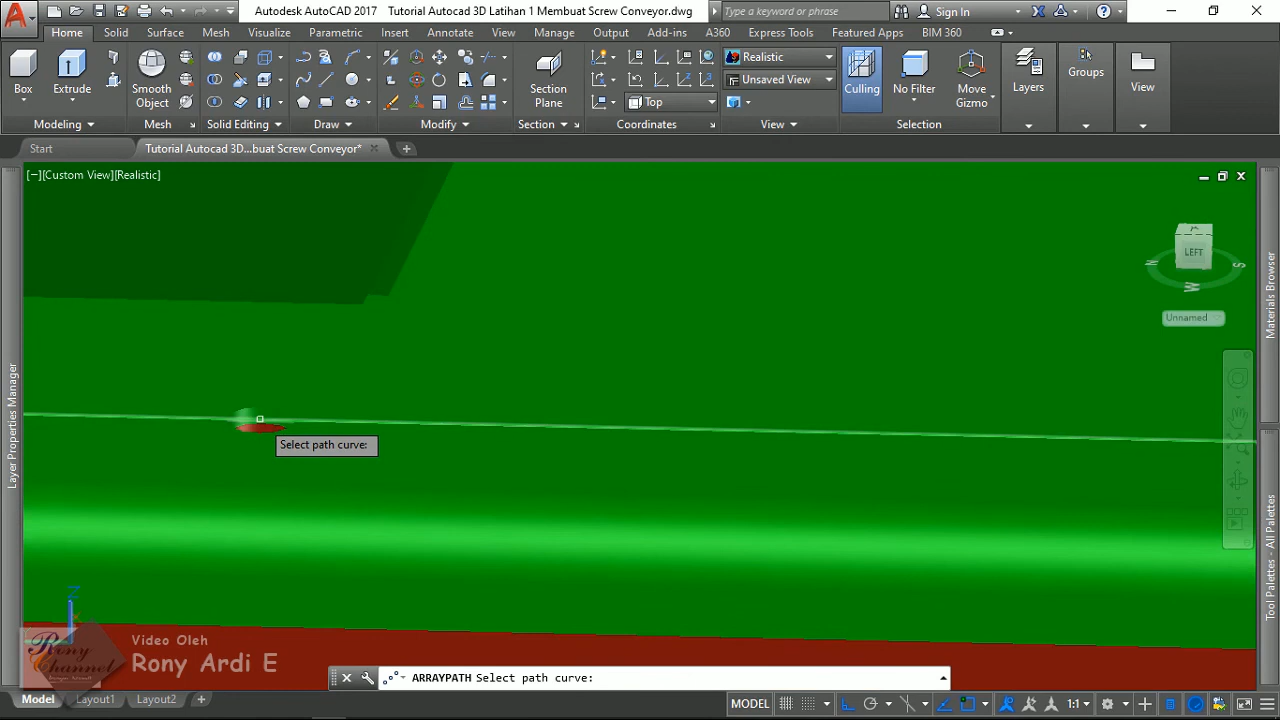 Autodesk AutoCAD 2017 Tutorial Autocad 3D Latihan 1 Membuat Screw Conveyor.dwg
Type a keyword or phrase
Sign In
Home Solid Surface Mesh Visualize Parametric Insert Annotate View Manage Output Add-ins A360 Express Tools Featured Apps BIM 360
Box
Extrude
Smooth
Object
Section
Plane
Realistic
Unsaved View
Top
Culling
No Filter
Move
Gizmo
Layers
Groups
View
Modeling
Mesh
Solid Editing
Draw
Modify
Section
Coordinates
View
Selection
Start
Tutorial Autocad 3D...buat Screw Conveyor*
[−][Custom View][Realistic]
LEFT
N
S
W
Unnamed
Layer Properties Manager
Materials Browser
Tool Palettes - All Palettes
Select path curve:
Z
Rony
Channel
Video Oleh
Rony Ardi E
ARRAYPATH Select path curve:
Model Layout1 Layout2
MODEL
1:1